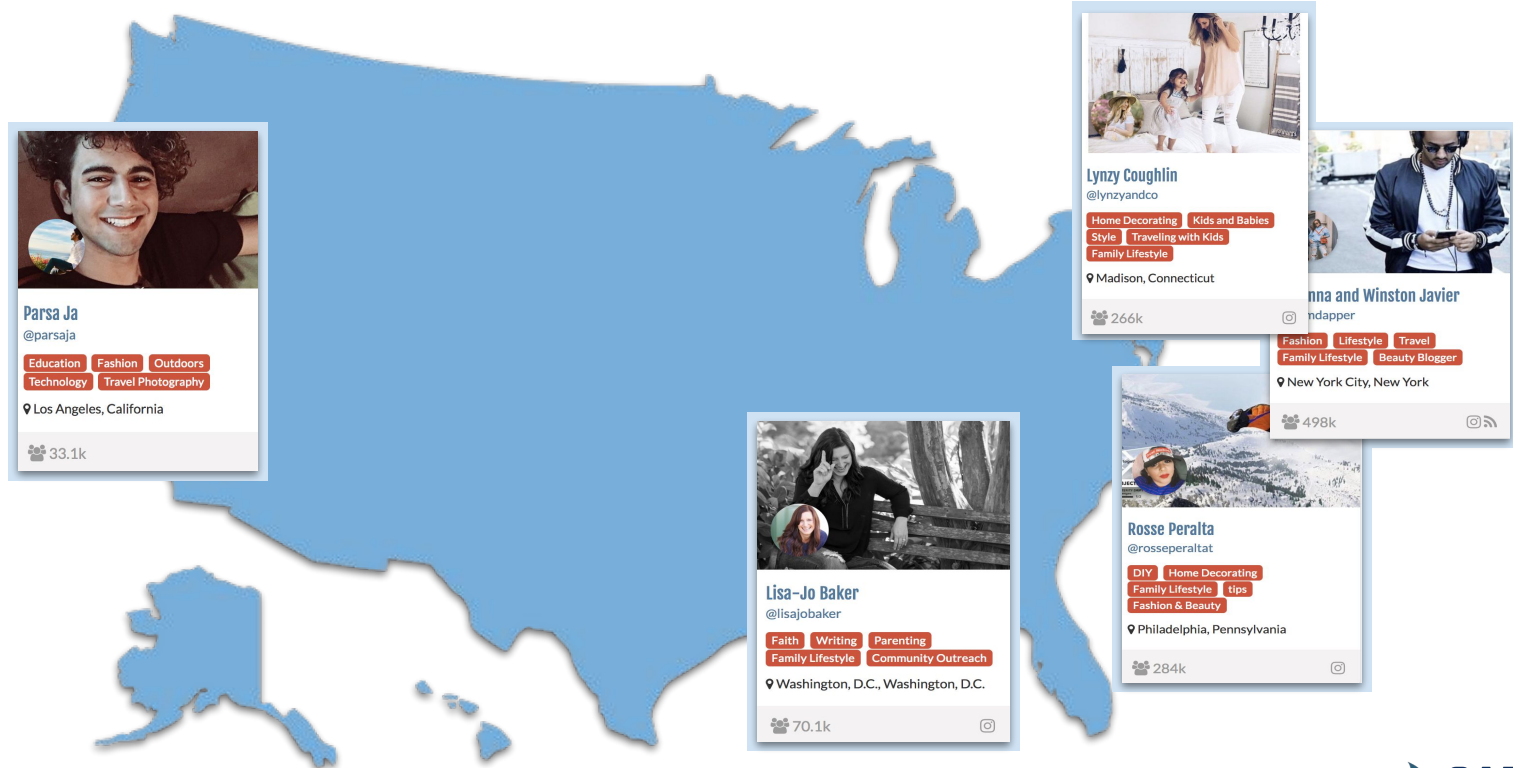 Parsa Ja
@parsaja
Education Fashion Outdoors
Technology Travel Photography
Los Angeles, California
33.1k
Lisa-Jo Baker
@lisajobaker
Faith Writing Parenting
Family Lifestyle Community Outreach
Washington, D.C., Washington, D.C.
70.1k
Lynzy Coughlin
@lynzyandco
Home Decorating Kids and Babies
Style Traveling with Kids
Family Lifestyle
Madison, Connecticut
266k
nna and Winston Javier
mdapper
Fashion Lifestyle Travel
Family Lifestyle Beauty Blogger
New York City, New York
498k
Rosse Peralta
@rosseperaltat
DIY Home Decorating
Family Lifestyle tips
Fashion & Beauty
Philadelphia, Pennsylvania
284k